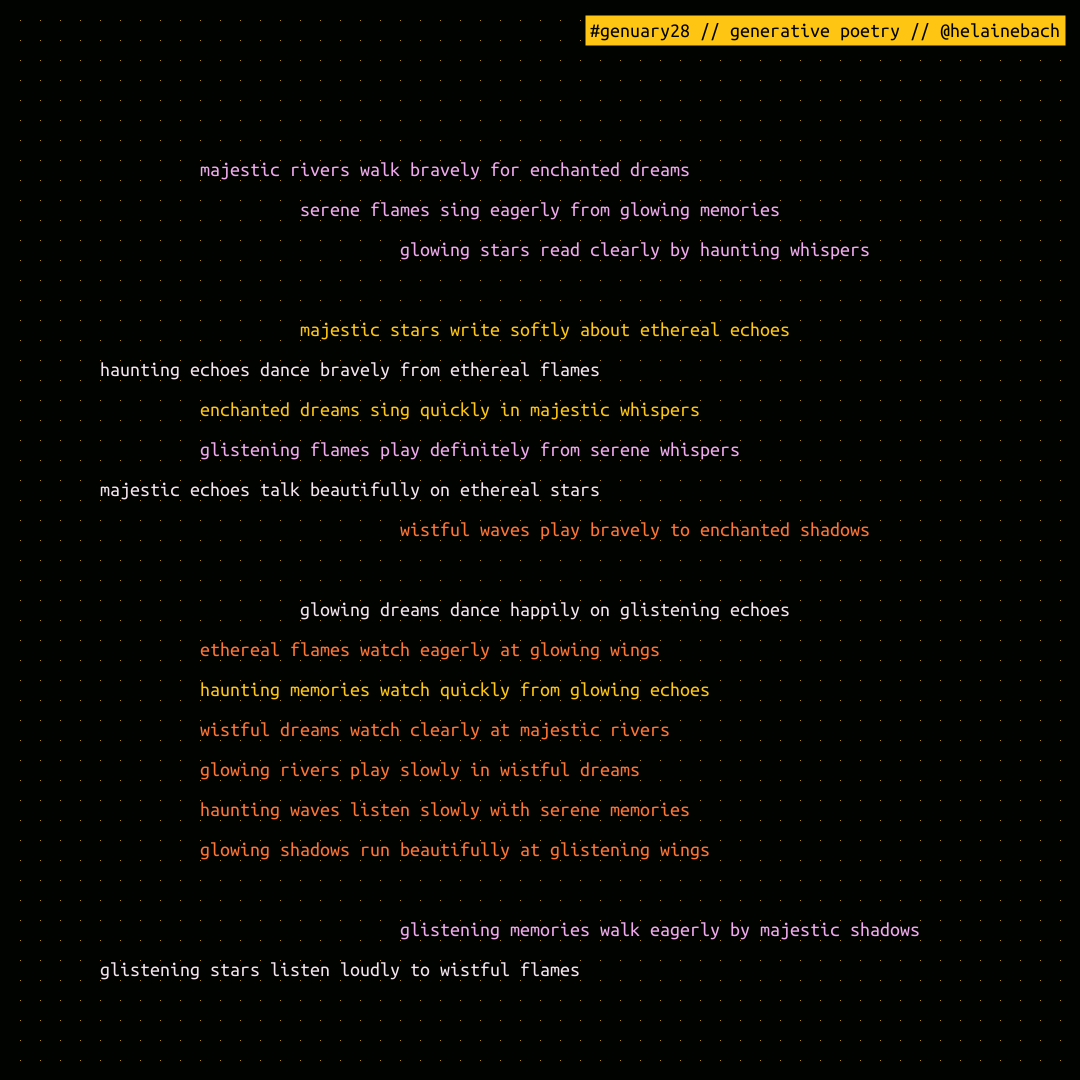 #genuary28 // generative poetry // @helainebach
majestic rivers walk bravely for enchanted dreams
serene flames sing eagerly from glowing memories
glowing stars read clearly by haunting whispers
majestic stars write softly about ethereal echoes
haunting echoes dance bravely from ethereal flames
enchanted dreams sing quickly in majestic whispers
glistening flames play definitely from serene whispers
majestic echoes talk beautifully on ethereal stars
wistful waves play bravely to enchanted shadows
glowing dreams dance happily on glistening echoes
ethereal flames watch eagerly at glowing wings
haunting memories watch quickly from glowing echoes
wistful dreams watch clearly at majestic rivers
glowing rivers play slowly in wistful dreams
haunting waves listen slowly with serene memories
glowing shadows run beautifully at glistening wings
glistening memories walk eagerly by majestic shadows
glistening stars listen loudly to wistful flames